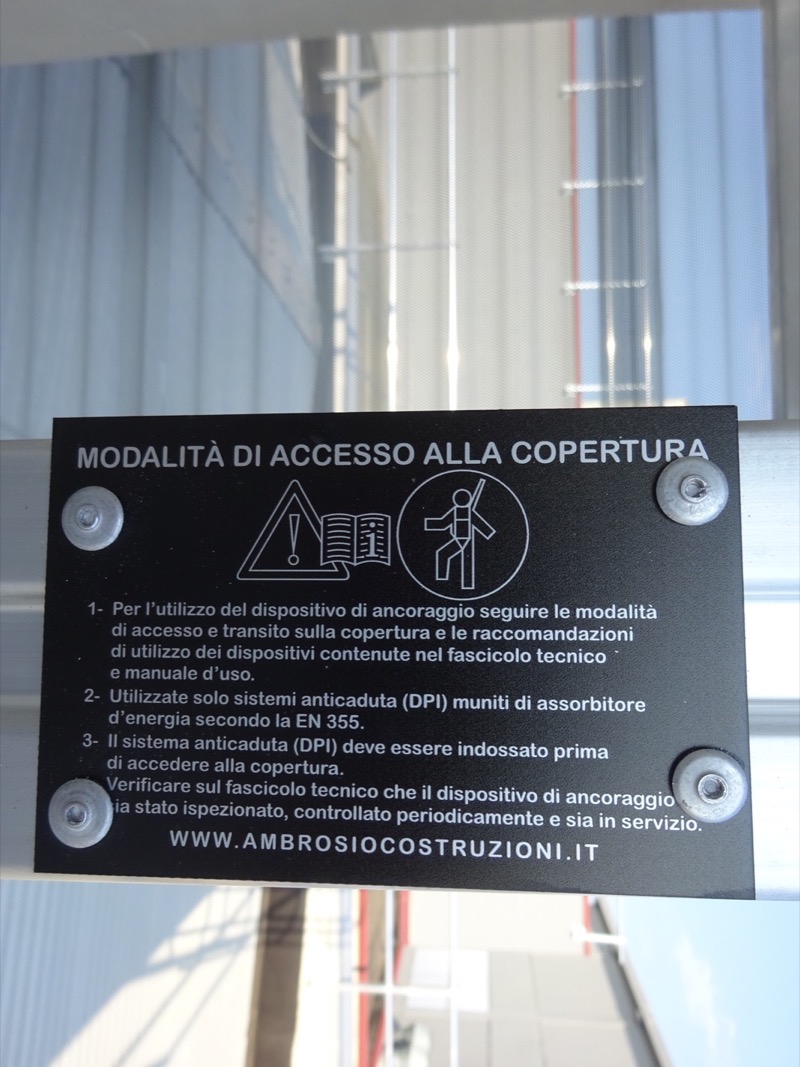 MODALITÀ DI ACCESSO ALLA COPERTURA
1- Per l'utilizzo del dispositivo di ancoraggio seguire le modalità
di accesso e transito sulla copertura e le raccomandazioni
di utilizzo dei dispositivi contenute nel fascicolo tecnico
e manuale d'uso.
2- Utilizzate solo sistemi anticaduta (DPI) muniti di assorbitore
d'energia secondo la EN 355.
3- Il sistema anticaduta (DPI) deve essere indossato prima
di accedere alla copertura.
Verificare sul fascicolo tecnico che il dispositivo di ancoraggio
sia stato ispezionato, controllato periodicamente e sia in servizio.
WWW.AMBROSIOCOSTRUZIONI.IT